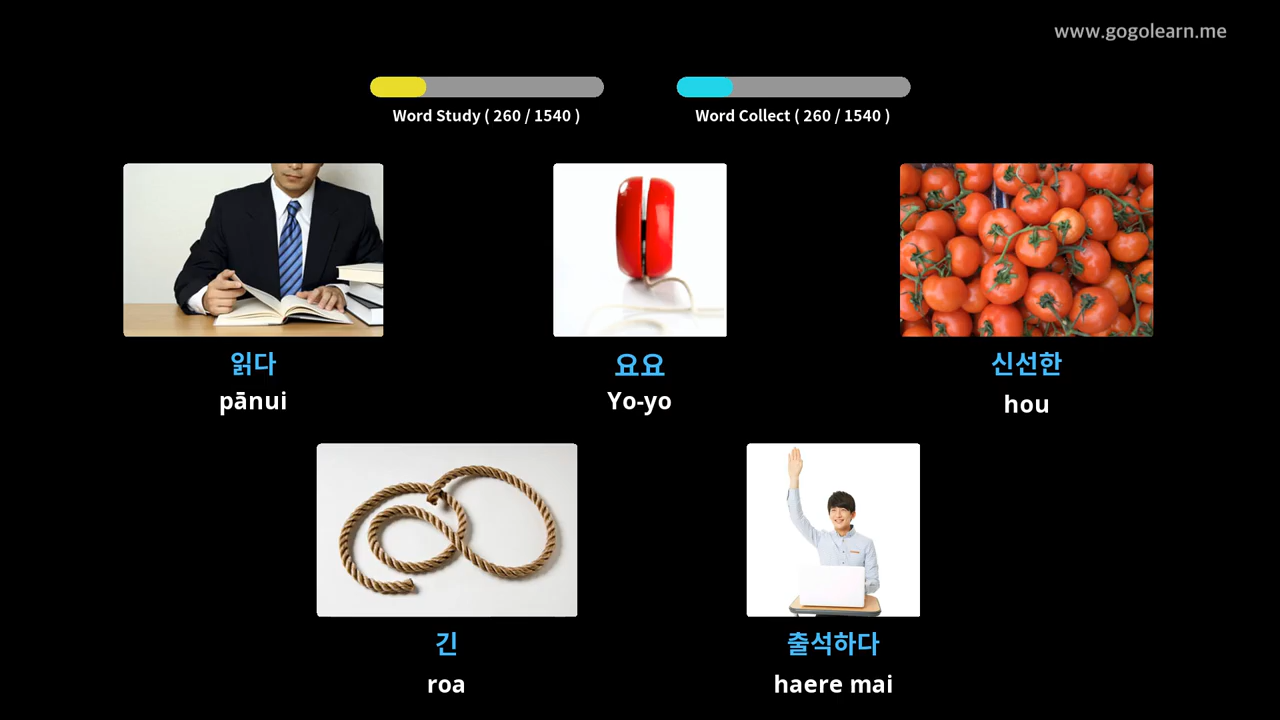 www.gogolearn.me
Word Study ( 260 / 1540 )
Word Collect ( 260 / 1540 )
읽다
pānui
요요
Yo-yo
신선한
hou
긴
roa
출석하다
haere mai